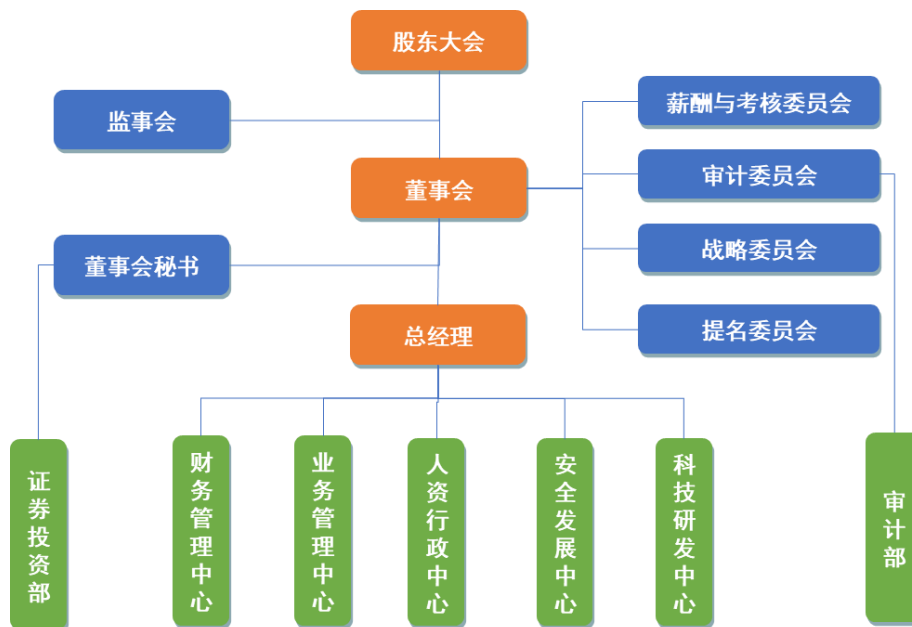 股东大会
监事会
薪酬与考核委员会
董事会
审计委员会
董事会秘书
战略委员会
总经理
提名委员会
证券投资部
财务管理中心
业务管理中心
人资行政中心
安全发展中心
科技研发中心
审计部